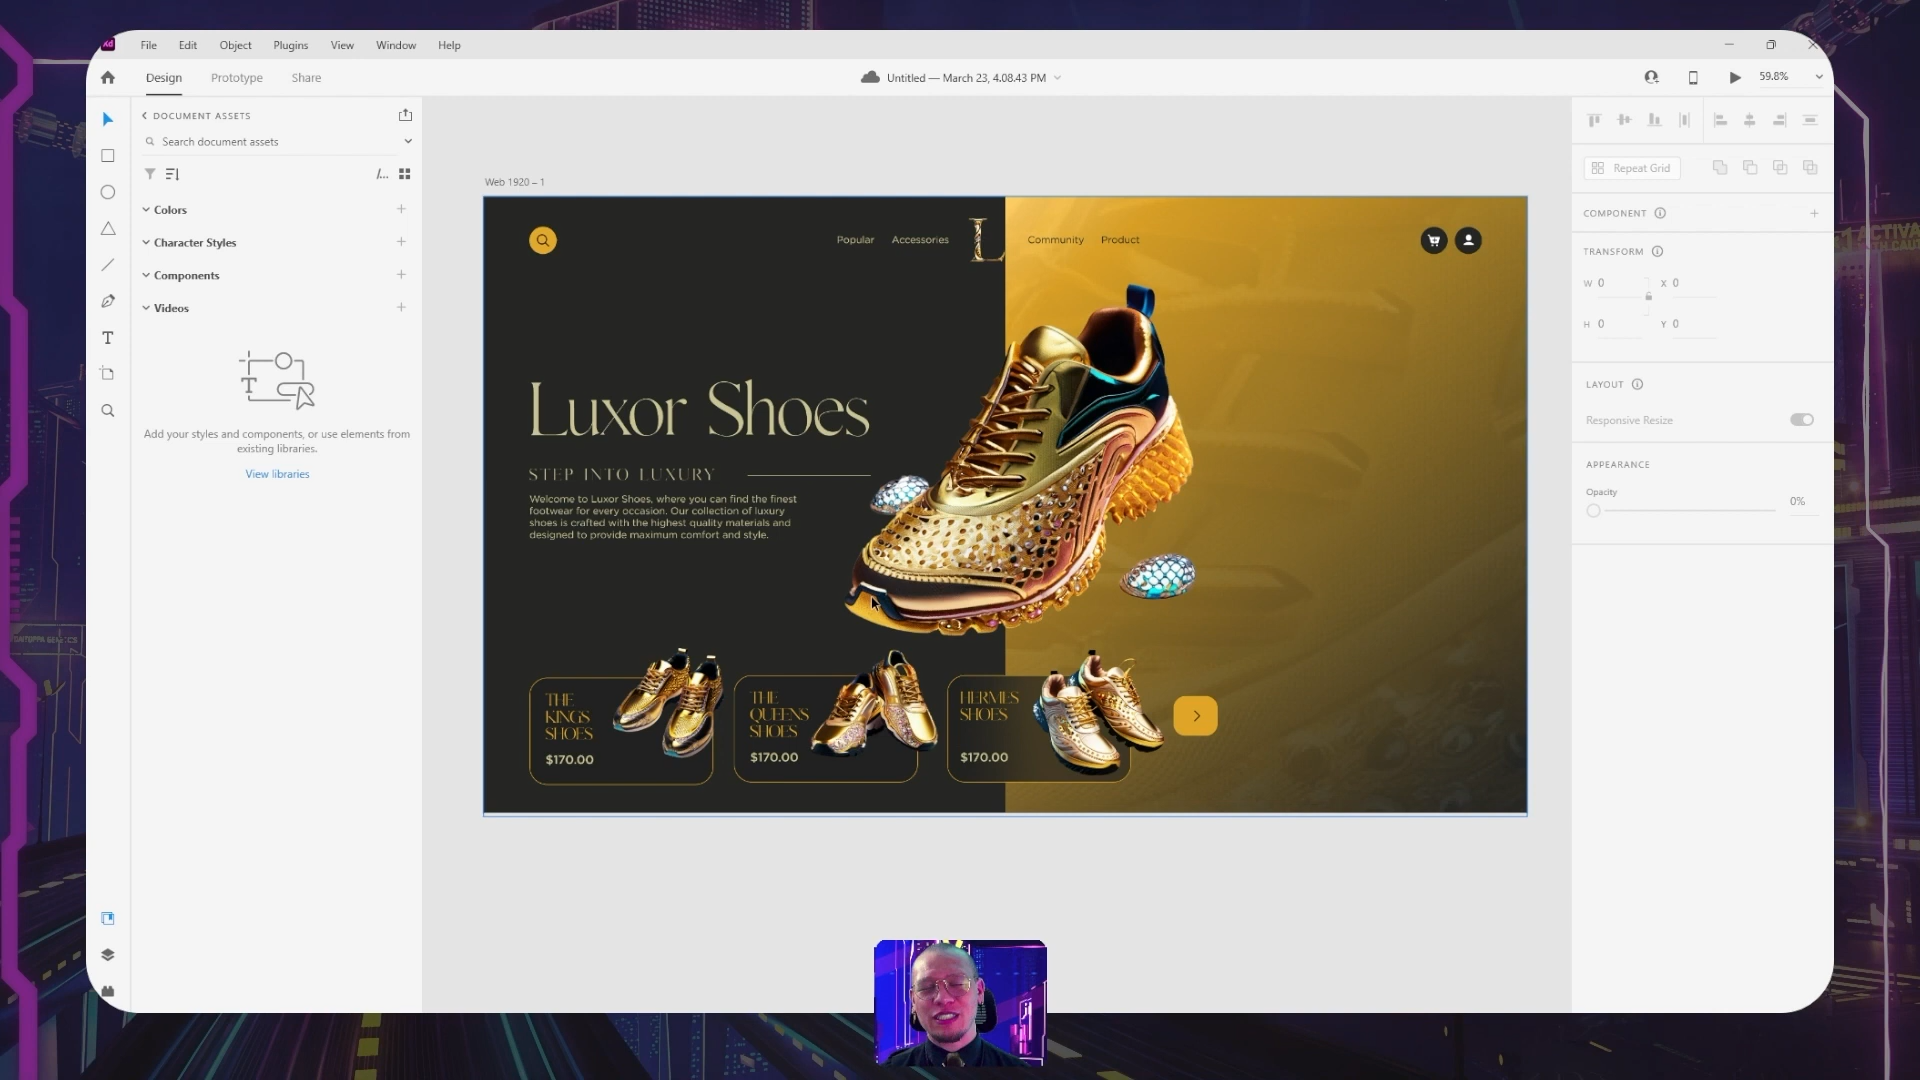 Xd
File Edit Object Plugins View Window Help
Design Prototype Share
Untitled — March 23, 4.08.43 PM
59.8%
DOCUMENT ASSETS
Search document assets
Colors
Character Styles
Components
Videos
Add your styles and components, or use elements from
existing libraries.
View libraries
Web 1920 – 1
Popular Accessories L Community Product
Luxor Shoes
STEP INTO LUXURY
Welcome to Luxor Shoes, where you can find the finest
footwear for every occasion. Our collection of luxury
shoes is crafted with the highest quality materials and
designed to provide maximum comfort and style.
THE
KINGS
SHOES
$170.00
THE
QUEENS
SHOES
$170.00
HERMES
SHOES
$170.00
Repeat Grid
COMPONENT
TRANSFORM
W 0 X 0
H 0 Y 0
LAYOUT
Responsive Resize
APPEARANCE
Opacity
0%